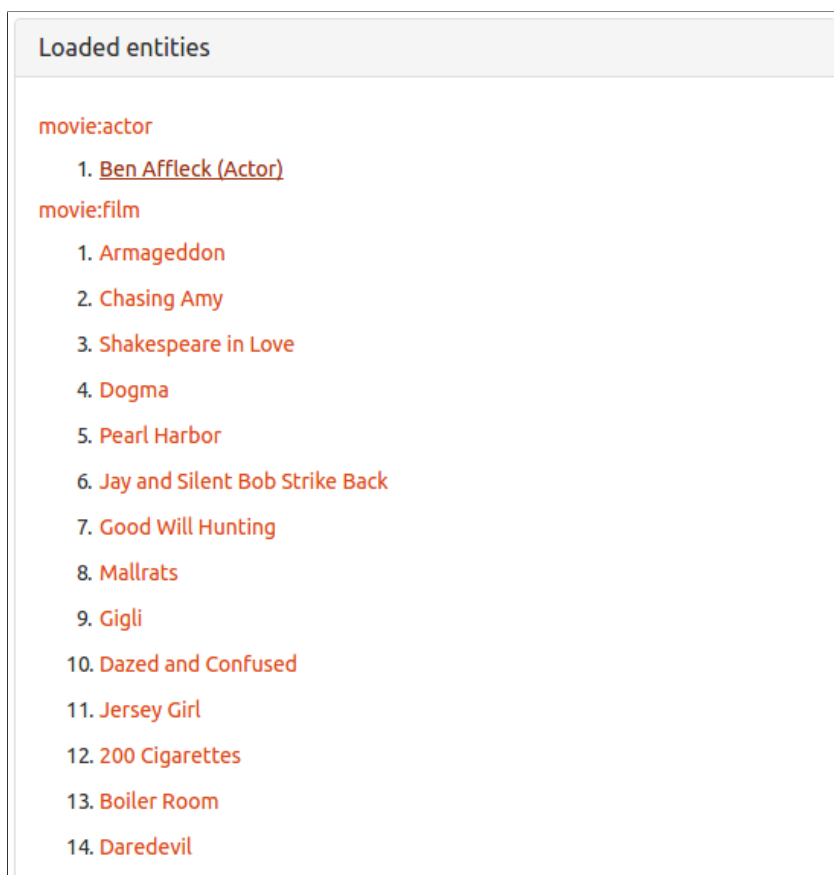 Loaded entities
movie:actor
1. Ben Affleck (Actor)
movie:film
1. Armageddon
2. Chasing Amy
3. Shakespeare in Love
4. Dogma
5. Pearl Harbor
6. Jay and Silent Bob Strike Back
7. Good Will Hunting
8. Mallrats
9. Gigli
10. Dazed and Confused
11. Jersey Girl
12. 200 Cigarettes
13. Boiler Room
14. Daredevil